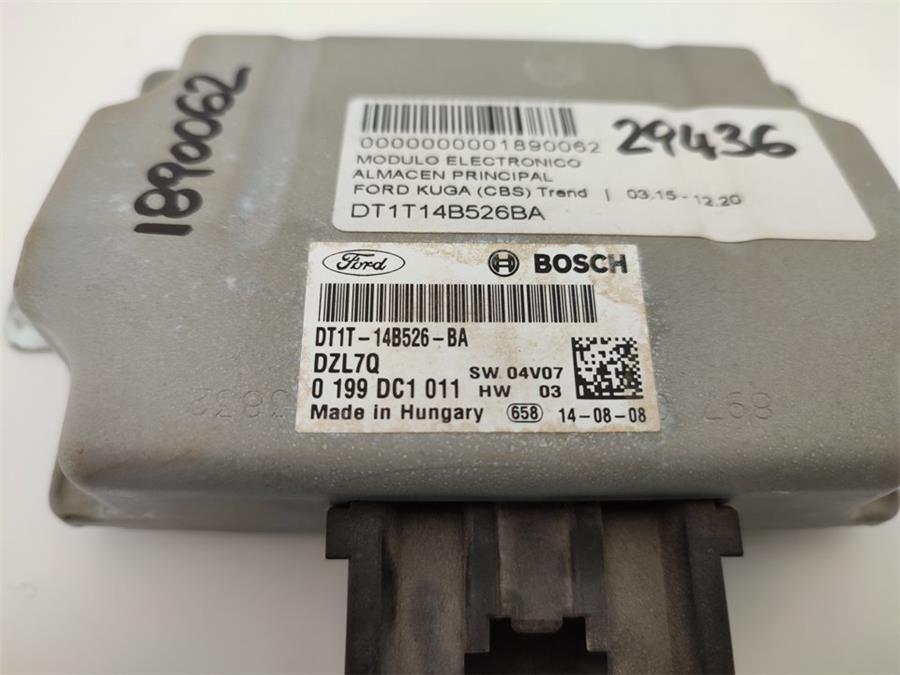 1890062
29436
0000000001890062
MODULO ELECTRONICO
ALMACEN PRINCIPAL
FORD KUGA (CBS) Trend | 03.15 - 12.20
DT1T14B526BA
Ford BOSCH
DT1T-14B526-BA
DZL7Q
SW 04V07
0 199 DC1 011 HW 03
Made in Hungary 658 14-08-08